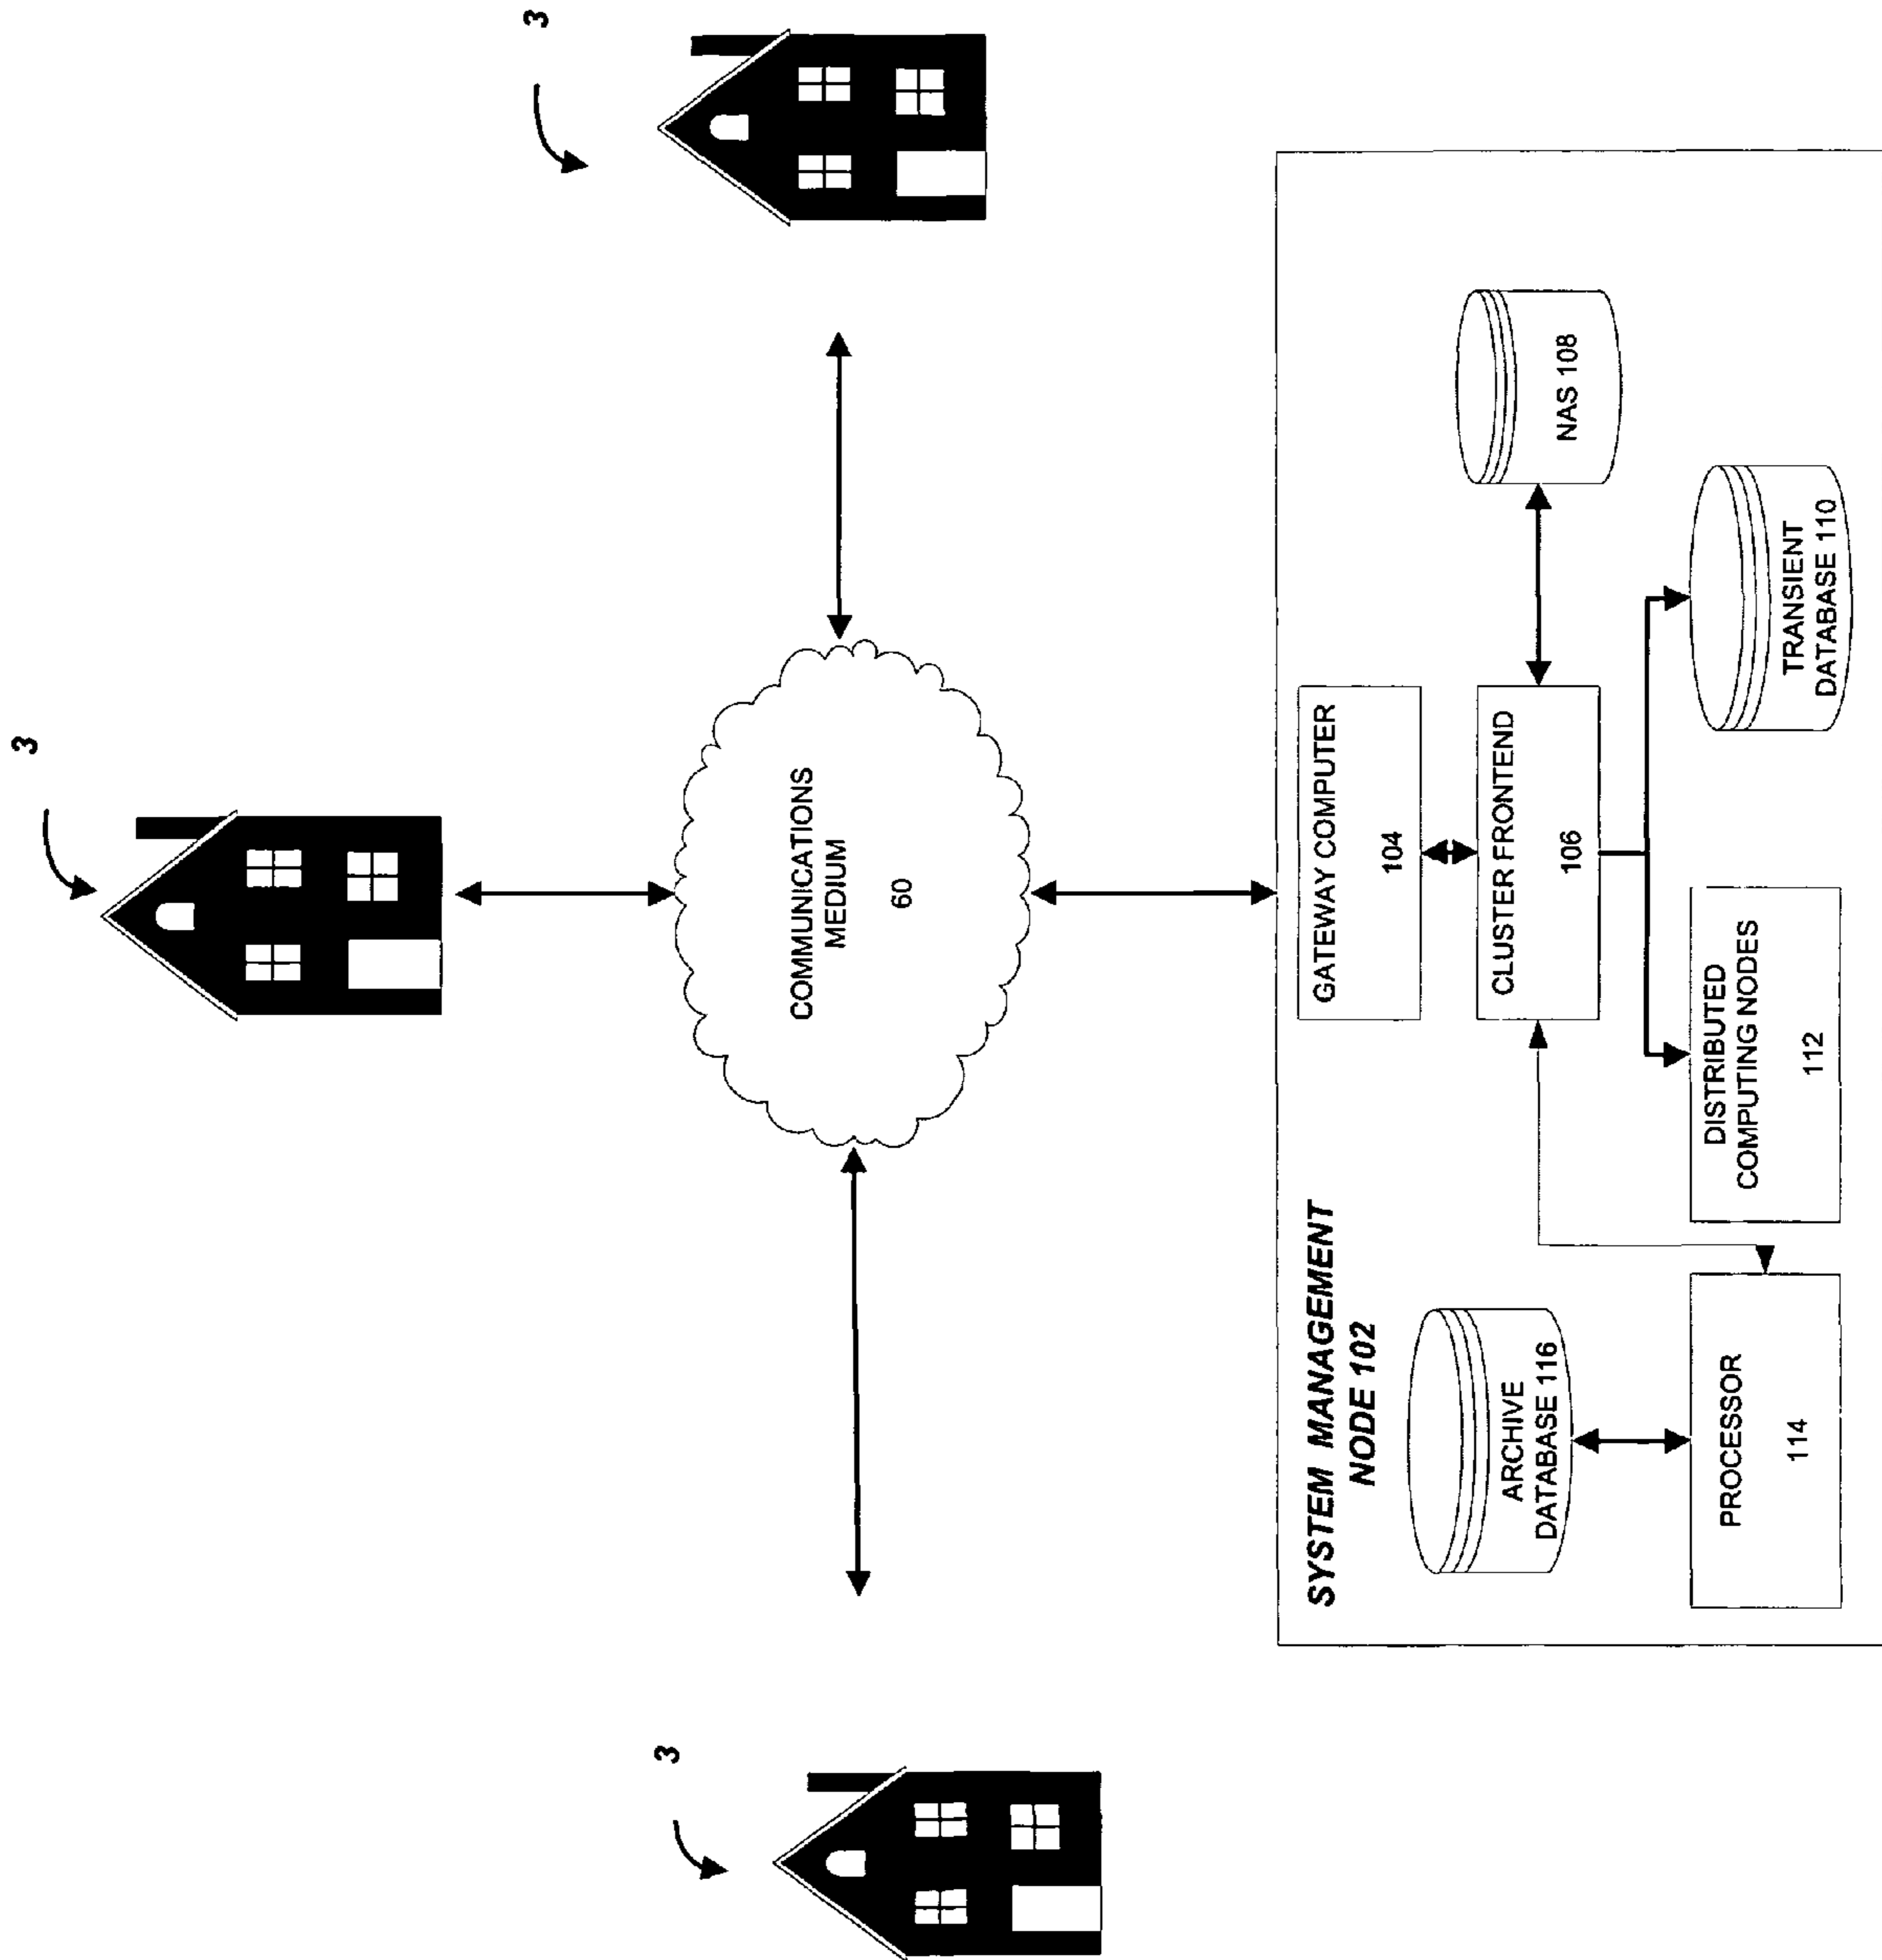 3
3
3
COMMUNICATIONS
MEDIUM
60
SYSTEM MANAGEMENT
NODE 102
GATEWAY COMPUTER
104
CLUSTER FRONTEND
106
NAS 108
ARCHIVE
DATABASE 116
PROCESSOR
114
DISTRIBUTED
COMPUTING NODES
112
TRANSIENT
DATABASE 110